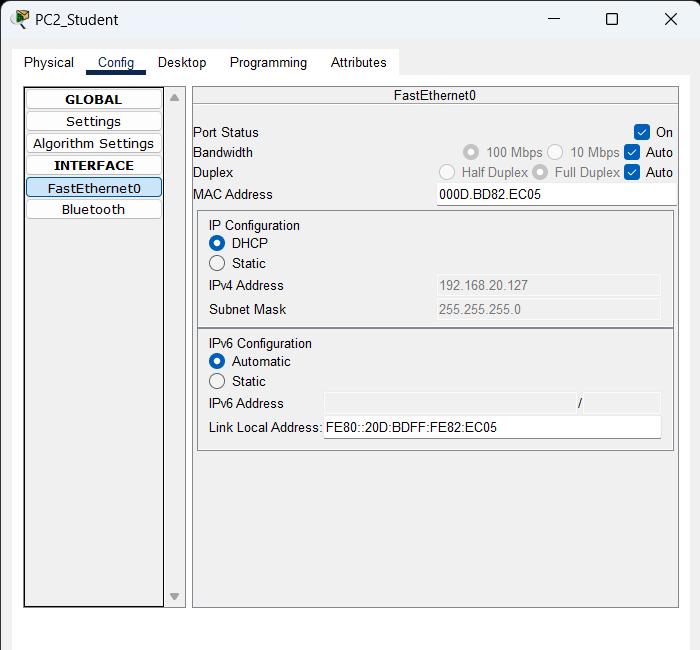 PC2_Student
Physical Config Desktop Programming Attributes
GLOBAL
Settings
Algorithm Settings
INTERFACE
FastEthernet0
Bluetooth
FastEthernet0
Port Status On
Bandwidth 100 Mbps 10 Mbps Auto
Duplex Half Duplex Full Duplex Auto
MAC Address 000D.BD82.EC05
IP Configuration
DHCP
Static
IPv4 Address 192.168.20.127
Subnet Mask 255.255.255.0
IPv6 Configuration
Automatic
Static
IPv6 Address /
Link Local Address: FE80::20D:BDFF:FE82:EC05